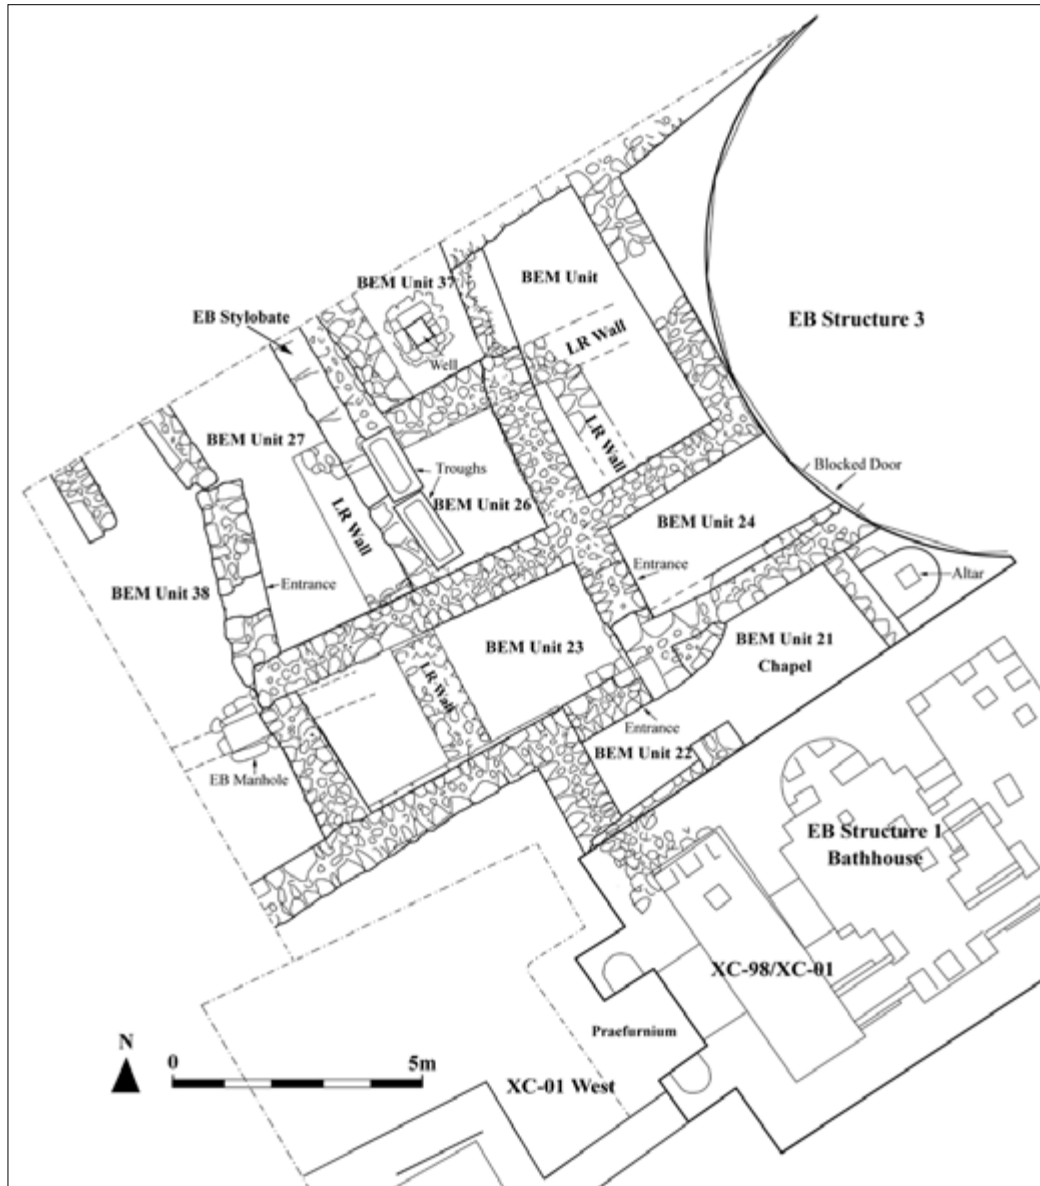 BEM Unit 37
BEM Unit
EB Stylobate
EB Structure 3
LR Wall
Well
BEM Unit 27
Troughs
LR Wall
Blocked Door
BEM Unit 26
BEM Unit 24
LR Wall
Entrance
BEM Unit 38
Entrance
Altar
BEM Unit 21
Chapel
BEM Unit 23
LR Wall
Entrance
BEM Unit 22
EB Manhole
EB Structure 1
Bathhouse
XC-98/XC-01
Praefurnium
N
0
5m
XC-01 West